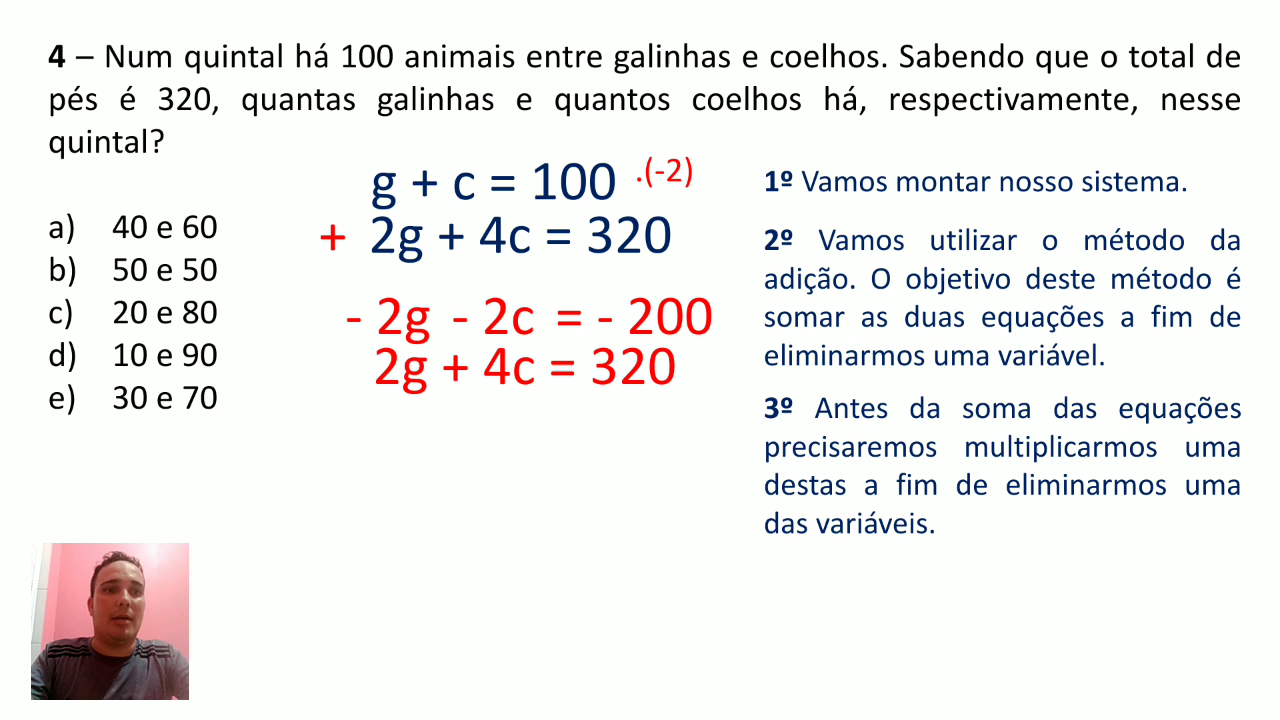 4 – Num quintal há 100 animais entre galinhas e coelhos. Sabendo que o total de
pés é 320, quantas galinhas e quantos coelhos há, respectivamente, nesse
quintal?
a) 40 e 60
b) 50 e 50
c) 20 e 80
d) 10 e 90
e) 30 e 70
g + c = 100 .(-2)
+ 2g + 4c = 320
- 2g - 2c = - 200
2g + 4c = 320
1º Vamos montar nosso sistema.
2º Vamos utilizar o método da
adição. O objetivo deste método é
somar as duas equações a fim de
eliminarmos uma variável.
3º Antes da soma das equações
precisaremos multiplicarmos uma
destas a fim de eliminarmos uma
das variáveis.